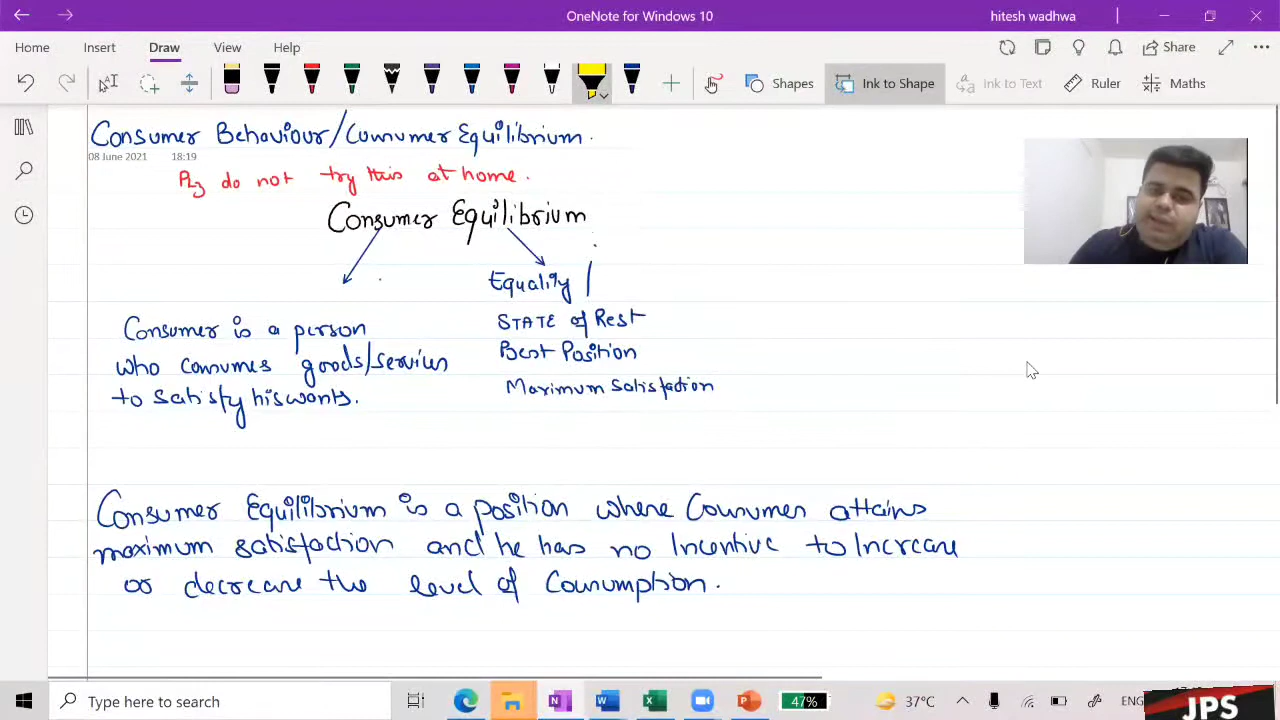 OneNote for Windows 10
hitesh wadhwa
Home Insert Draw View Help
Share
Shapes
Ink to Shape
Ink to Text
Ruler
Maths
Consumer Behaviour/Consumer Equilibrium.
08 June 2021 18:19
Plz do not try this at home.
Consumer Equilibrium
Equality /
STATE of Rest
Best Position
Maximum Satisfaction
Consumer is a person
who consumes goods/services
to satisfy his wants.
Consumer Equilibrium is a position where Consumer attains
maximum satisfaction and he has no Incentive to Increase
or decrease the level of Consumption.
Type here to search
47%
37°C
ENG
JPS